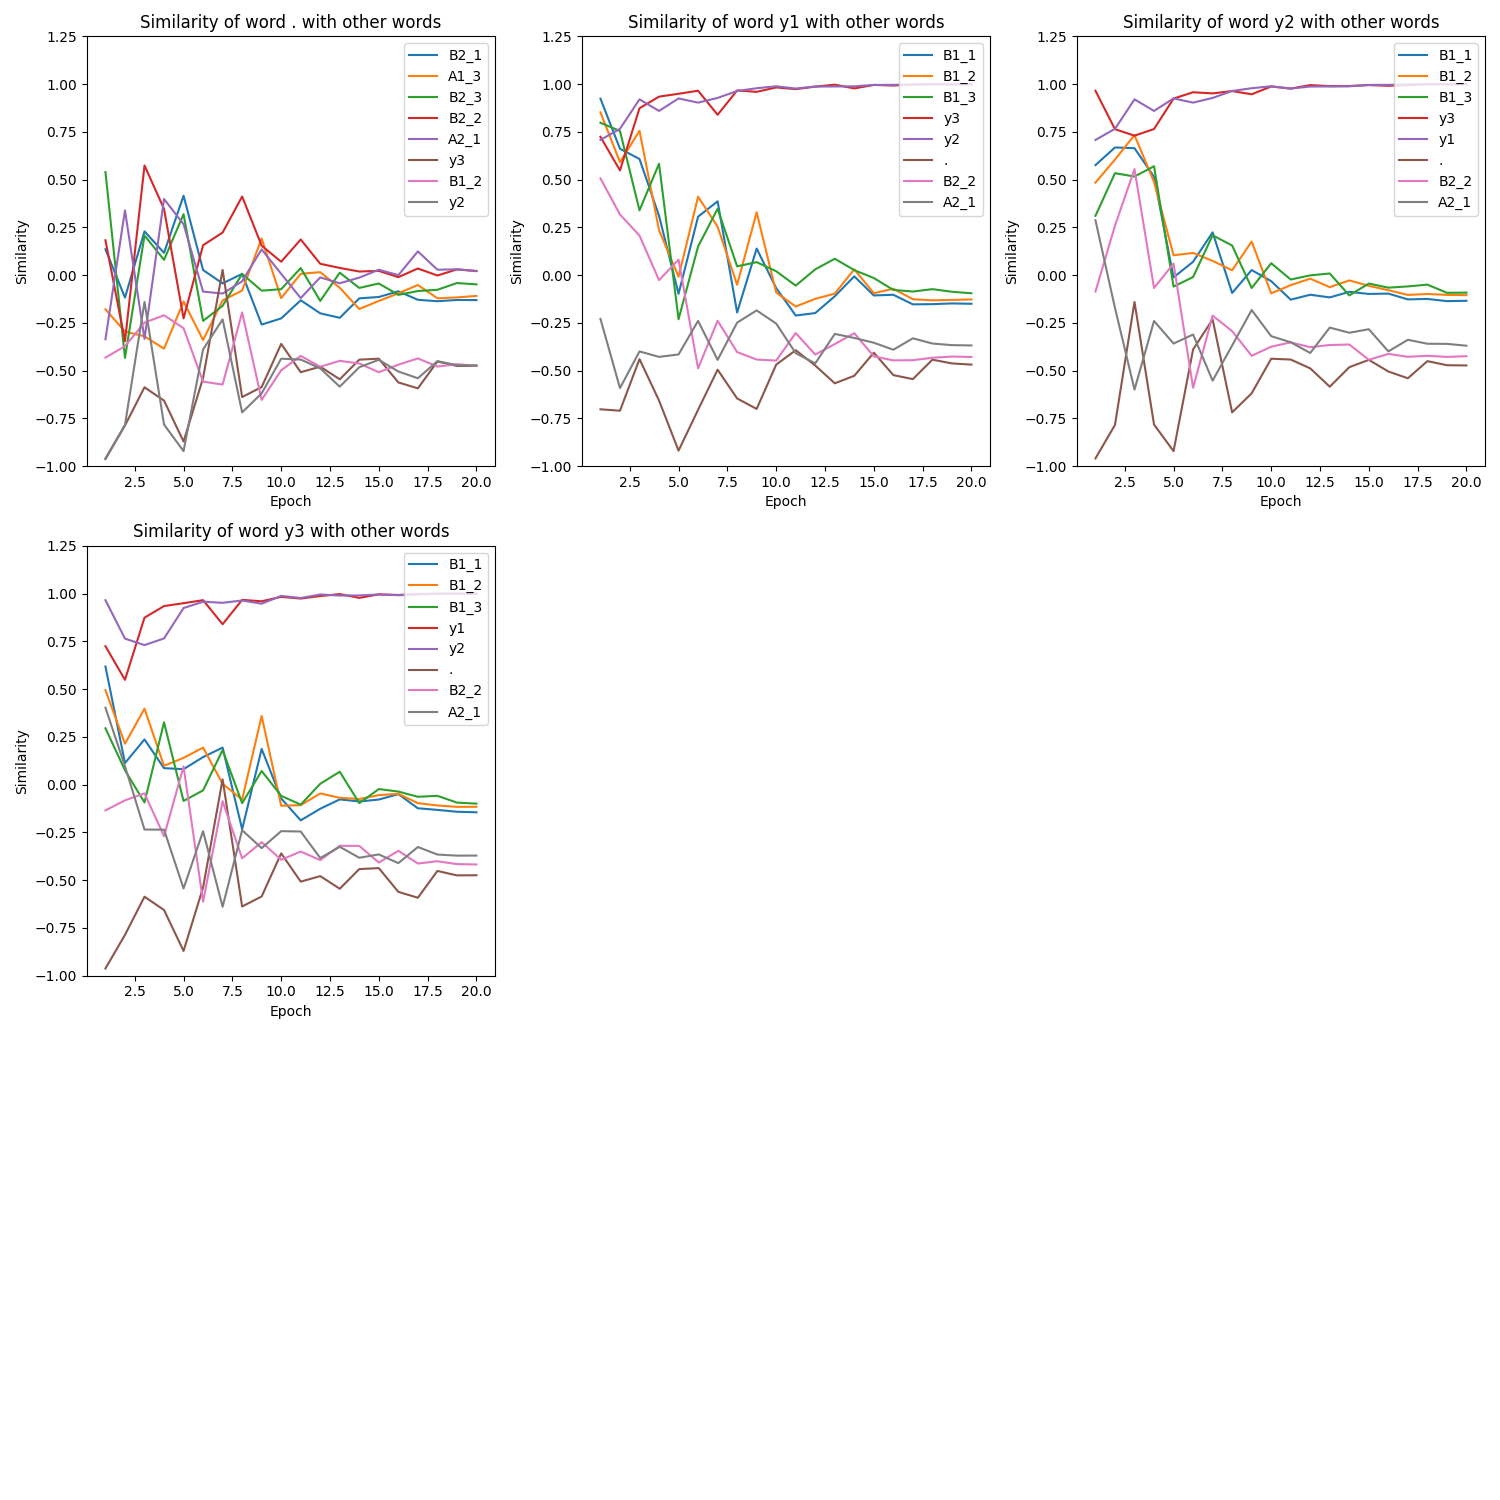 Similarity of word . with other words
1.25
1.00
0.75
0.50
0.25
0.00
−0.25
−0.50
−0.75
−1.00
Similarity
2.5 5.0 7.5 10.0 12.5 15.0 17.5 20.0
Epoch
B2_1
A1_3
B2_3
B2_2
A2_1
y3
B1_2
y2
Similarity of word y1 with other words
1.25
1.00
0.75
0.50
0.25
0.00
−0.25
−0.50
−0.75
−1.00
Similarity
2.5 5.0 7.5 10.0 12.5 15.0 17.5 20.0
Epoch
B1_1
B1_2
B1_3
y3
y2
.
B2_2
A2_1
Similarity of word y2 with other words
1.25
1.00
0.75
0.50
0.25
0.00
−0.25
−0.50
−0.75
−1.00
Similarity
2.5 5.0 7.5 10.0 12.5 15.0 17.5 20.0
Epoch
B1_1
B1_2
B1_3
y3
y1
.
B2_2
A2_1
Similarity of word y3 with other words
1.25
1.00
0.75
0.50
0.25
0.00
−0.25
−0.50
−0.75
−1.00
Similarity
2.5 5.0 7.5 10.0 12.5 15.0 17.5 20.0
Epoch
B1_1
B1_2
B1_3
y1
y2
.
B2_2
A2_1